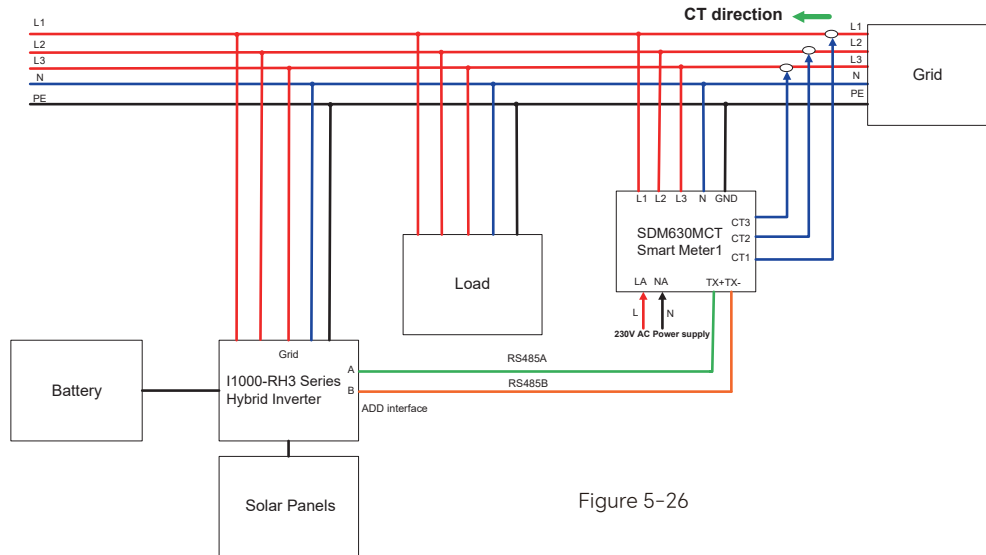 CT direction
L1
L1
L2
L2
L3
L3
N
N
PE
PE
Grid
L1 L2 L3 N GND
CT3
CT2
CT1
SDM630MCT
Smart Meter1
LA NA TX+TX-
L N
230V AC Power supply
Load
Grid
I1000-RH3 Series
Hybrid Inverter
A
B
RS485A
RS485B
ADD interface
Battery
Solar Panels
Figure 5-26